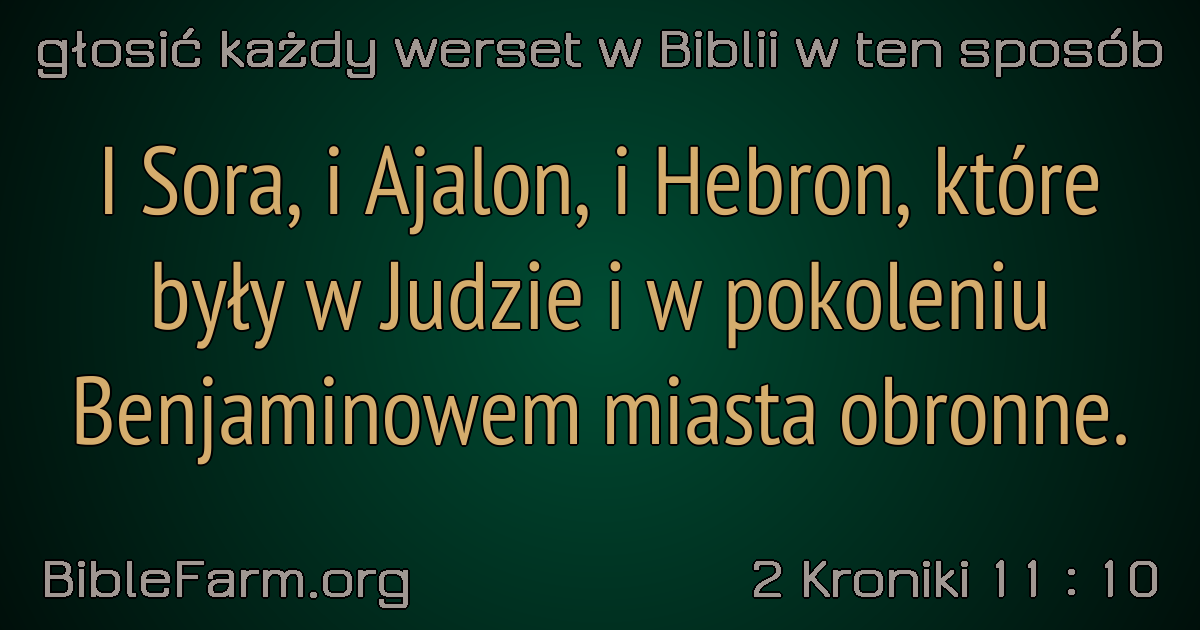 głosić każdy werset w Biblii w ten sposób
I Sora, i Ajalon, i Hebron, które
były w Judzie i w pokoleniu
Benjaminowem miasta obronne.
BibleFarm.org
2 Kroniki 11 : 10